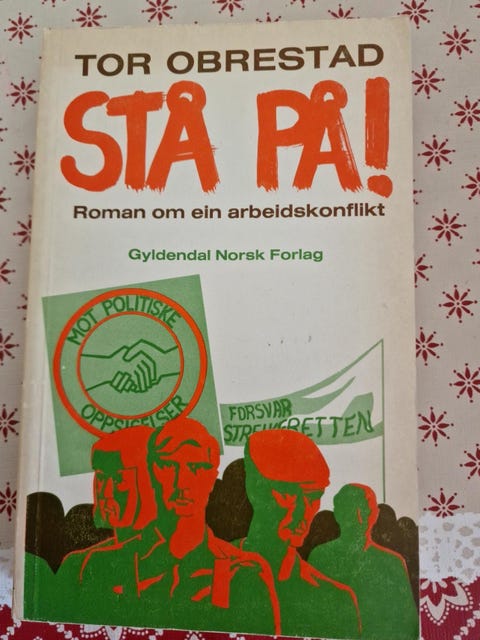 TOR OBRESTAD
STÅ PÅ!
Roman om ein arbeidskonflikt
Gyldendal Norsk Forlag
MOT POLITISKE
OPPSIGELSER
FORSVAR
STREIKERETTEN